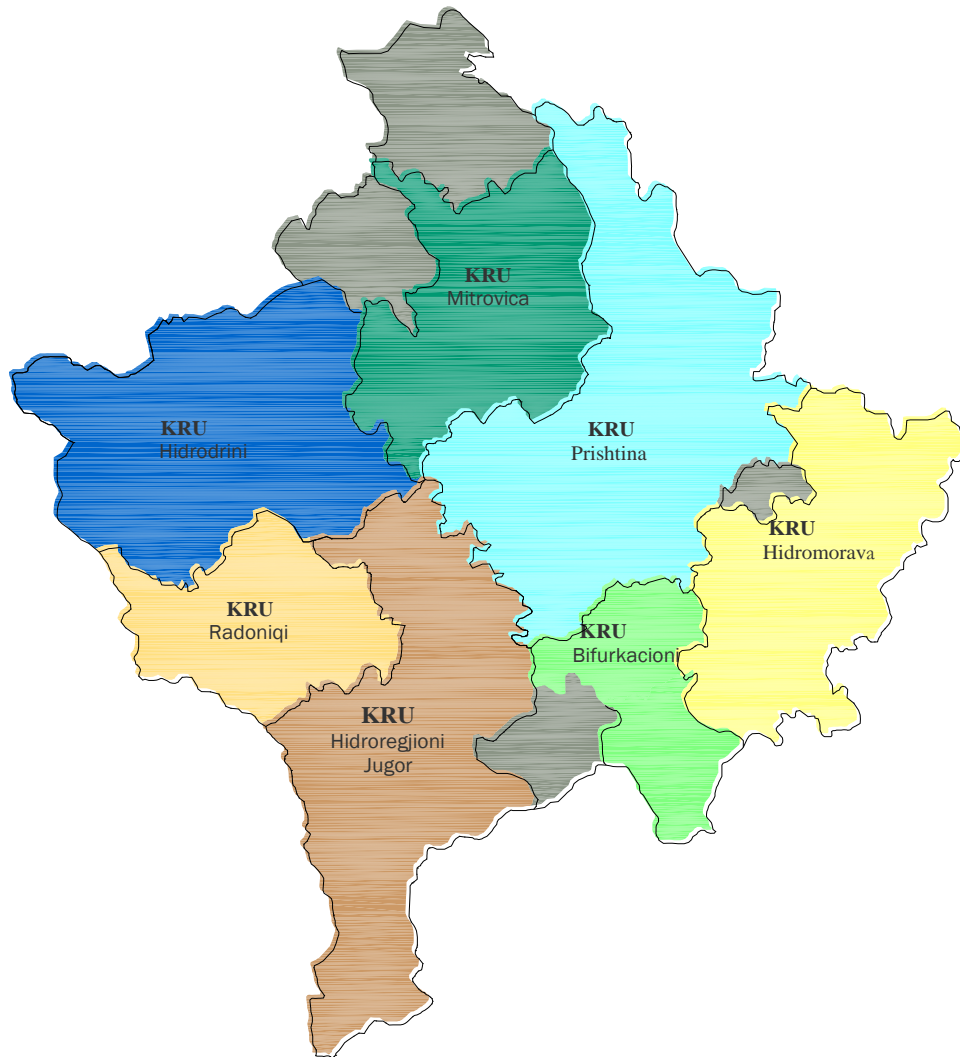 KRU
Mitrovica
KRU
Hidrodrini
KRU
Prishtina
KRU
Hidromorava
KRU
Radoniqi
KRU
Bifurkacioni
KRU
Hidroregjioni
Jugor